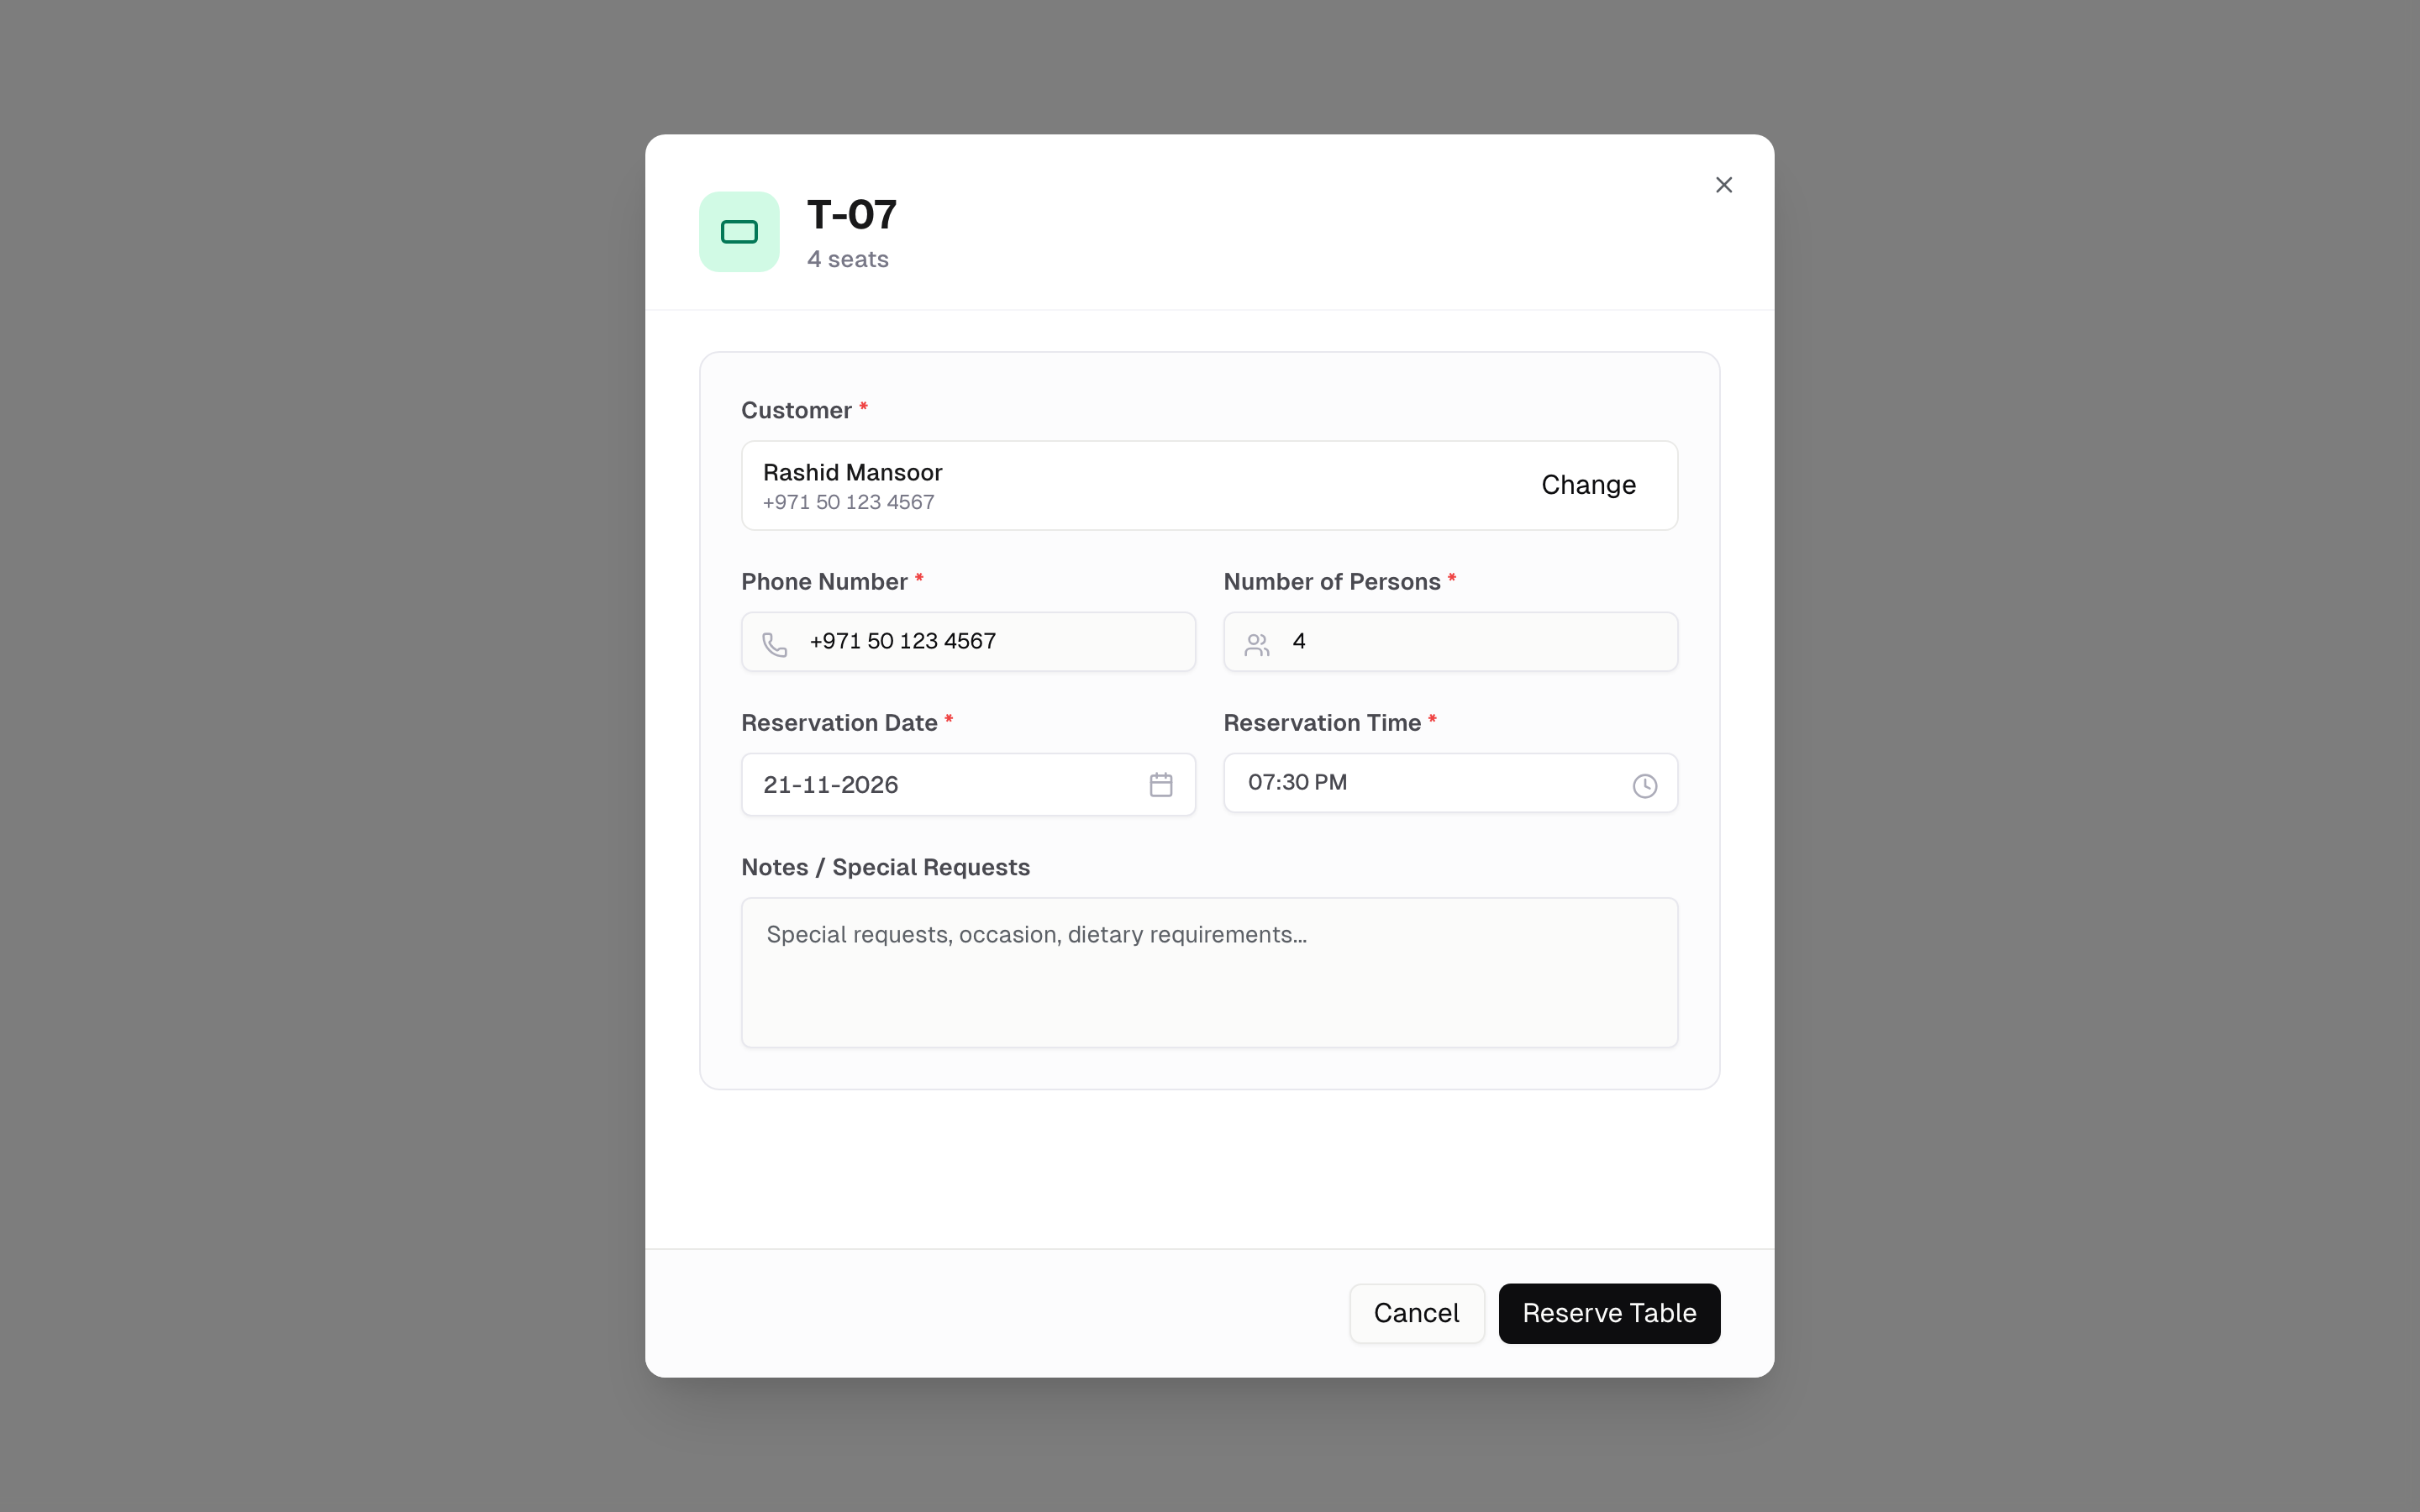 T-07
4 seats
Customer *
Rashid Mansoor
+971 50 123 4567
Change
Phone Number *
Number of Persons *
+971 50 123 4567
4
Reservation Date *
Reservation Time *
21-11-2026
07:30 PM
Notes / Special Requests
Special requests, occasion, dietary requirements...
Cancel
Reserve Table